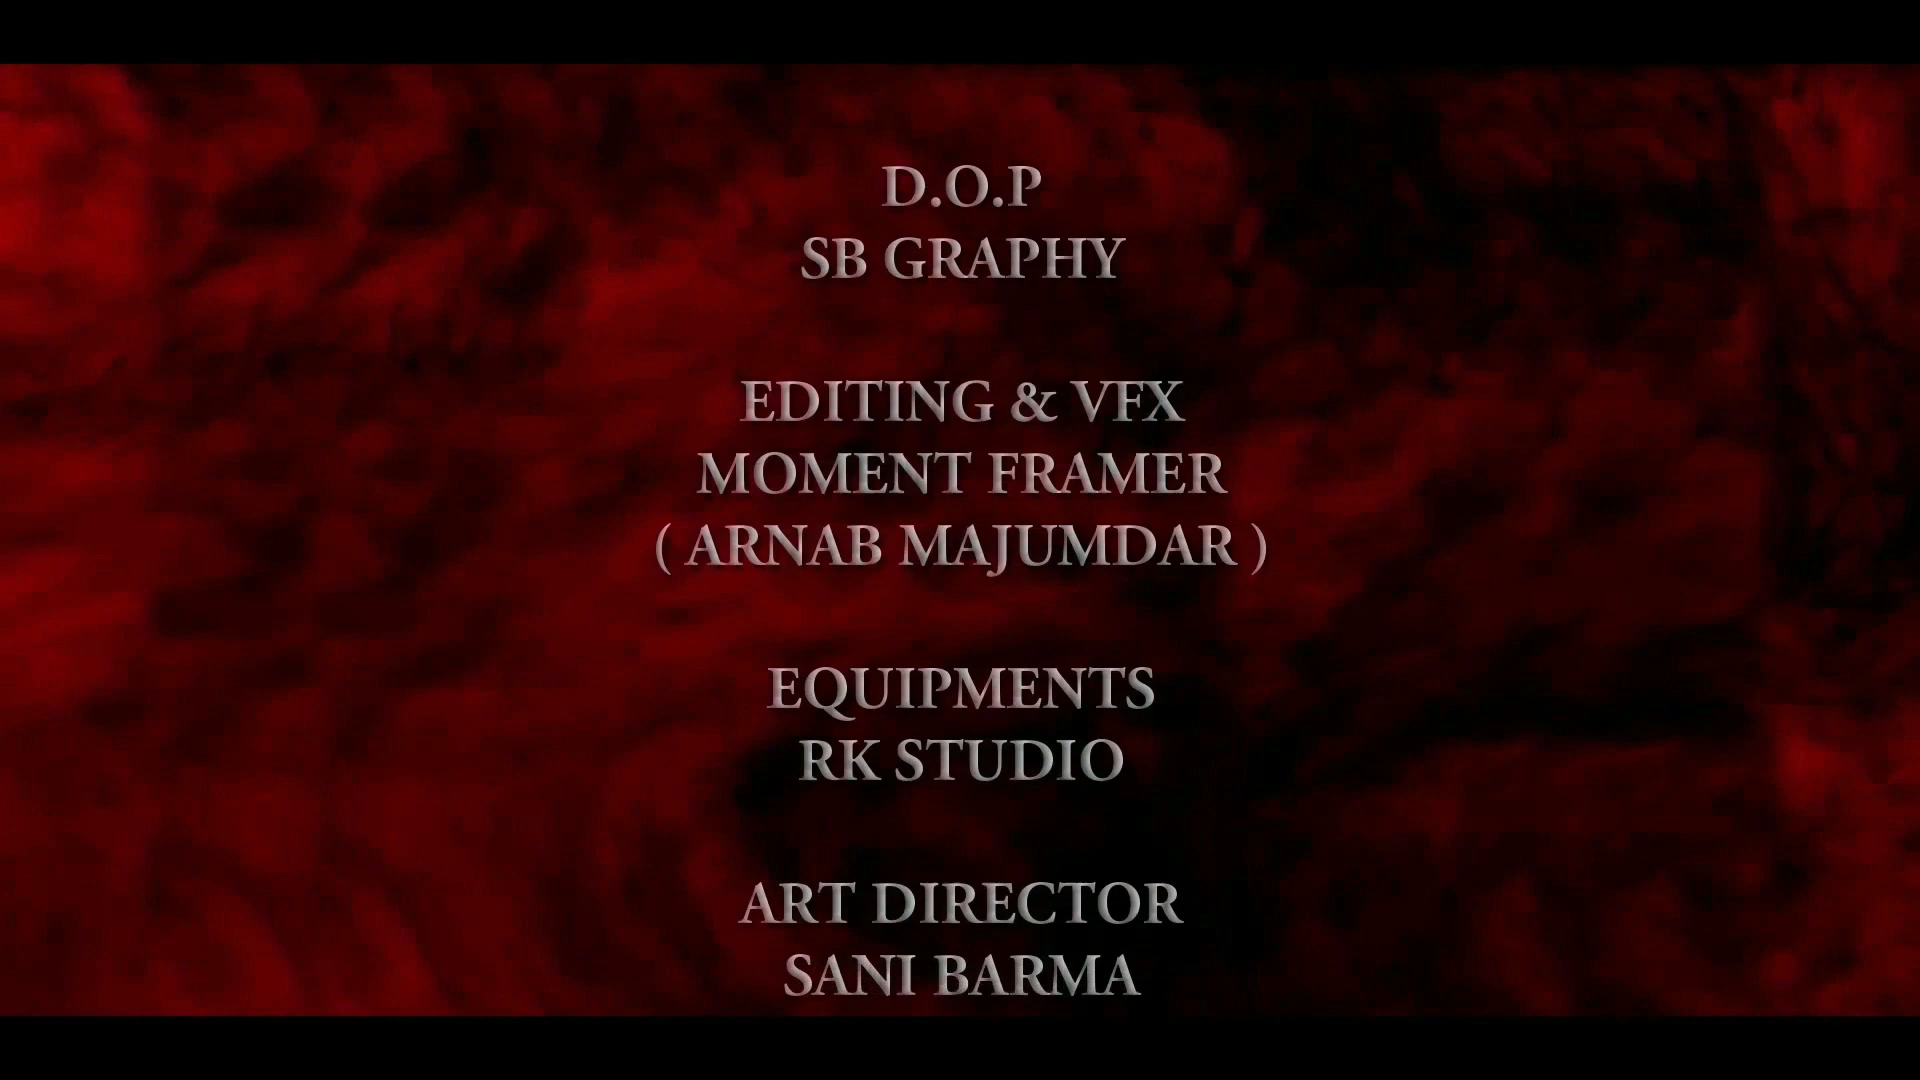 D.O.P
SB GRAPHY
EDITING & VFX
MOMENT FRAMER
( ARNAB MAJUMDAR )
EQUIPMENTS
RK STUDIO
ART DIRECTOR
SANI BARMA